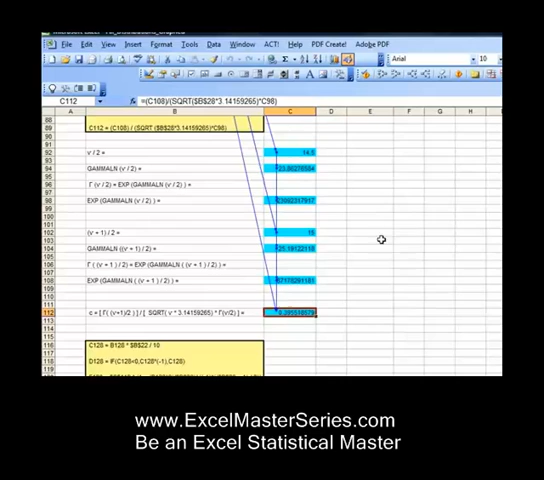 File Edit View Insert Format Tools Data Window ACT! Help PDF Create! Adobe PDF
Arial 10
C112 =(C108)/(SQRT($B$28*3.14159265)*C98)
A B C D E F G H
88
89 C112 = (C108) / (SQRT ($B$28*3.14159265)*C98)
90
91
92 v / 2 = 14.5
93
94 GAMMALN (v / 2) =
95
96 Γ (v / 2) = EXP (GAMMALN (v / 2) ) =
97
98 EXP (GAMMALN (v / 2) ) =
99
100
101
102 (v + 1) / 2 = 15
103
104 GAMMALN ((v + 1) / 2) =
105
106 Γ ( (v + 1 ) / 2 ) = EXP (GAMMALN ( (v + 1 ) / 2 ) ) =
107
108 EXP (GAMMALN ( (v + 1 ) / 2 ) ) =
109
110
111
112 c = [ Γ( (v+1)/2 ) ] / [ SQRT( v * 3.14159265) * Γ(v/2) ] =
113
114
115
116 C128 = B128 * $B$22 / 10
117
118 D128 = IF(C128<0,C128*(-1),C128)
www.ExcelMasterSeries.com
Be an Excel Statistical Master